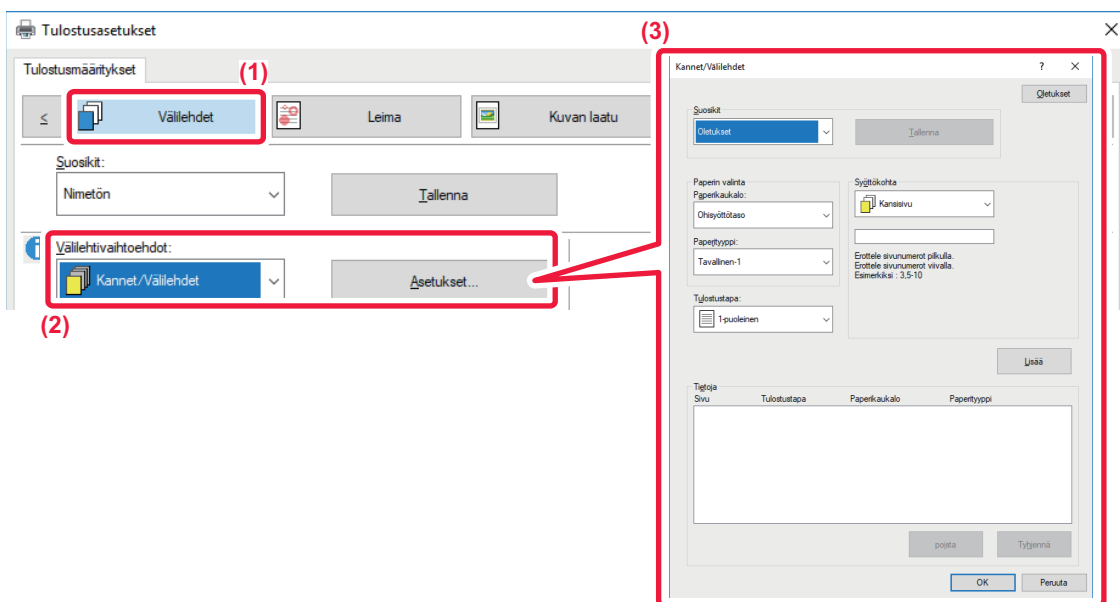 Tulostusasetukset
Tulostusmääritykset
(1)
<
Välilehdet
Leima
Kuvan laatu
Suosikit:
Nimetön
Tallenna
Välilehtivaihtoehdot:
Kannet/Välilehdet
Asetukset...
(2)
(3)
Kannet/Välilehdet
?
Oletukset
Suosikit
Oletukset
Tallenna
Paperin valinta
Paperikaukalo:
Ohisyöttötaso
Paperityyppi:
Tavallinen-1
Tulostustapa:
1-puoleinen
Syöttökohta
Kansisivu
Erottele sivunumerot pilkulla.
Erottele sivunumerot viivalla.
Esimerkiksi : 3,5-10
Lisää
Tietoja
Sivu Tulostustapa Paperikaukalo Paperityyppi
poista
Tyhjennä
OK
Peruuta